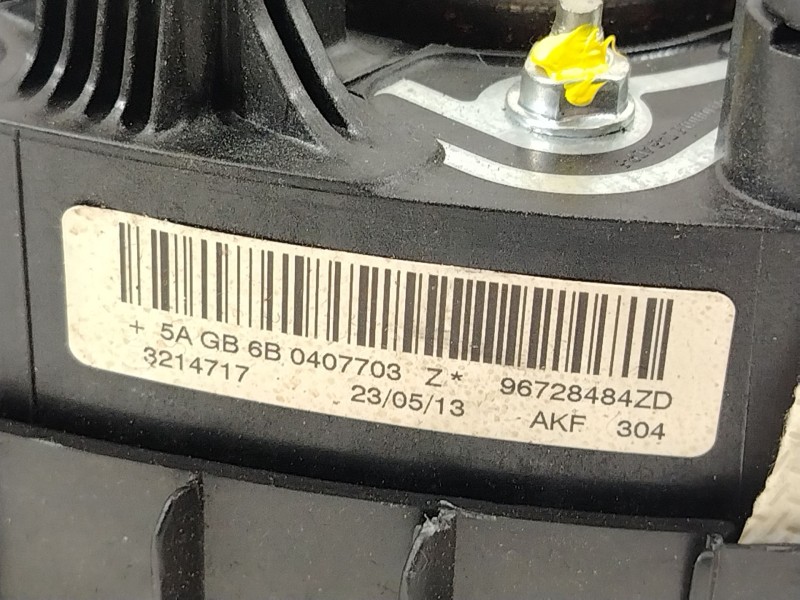 + 5A GB 6B 0407703 Z* 96728484ZD
3214717 23/05/13 AKF 304